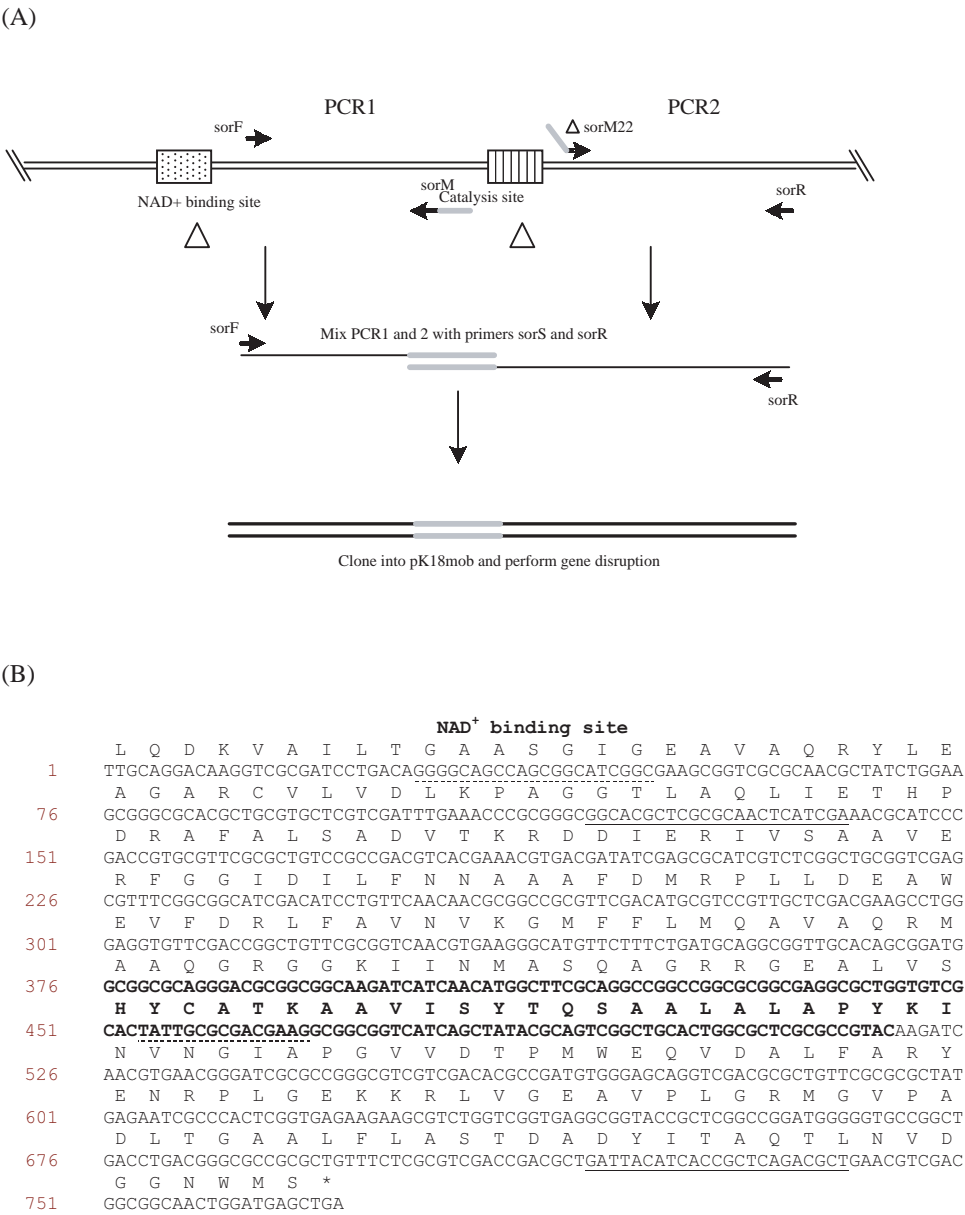 (A)
PCR1
PCR2
sorF
△ sorM22
sorM
sorR
NAD+ binding site
Catalysis site
sorF
Mix PCR1 and 2 with primers sorS and sorR
sorR
Clone into pK18mob and perform gene disruption
(B)
NAD+ binding site
L Q D K V A I L T G A A S G I G E A V A Q R Y L E
1 TTGCAGGACAAGGTCGCGATCCTGACAGGGGCAGCCAGCGGCATCGGCGAAGCGGTCGCGCAACGCTATCTGGAA
A G A R C V L V D L K P A G G T L A Q L I E T H P
76 GCGGGCGCACGCTGCGTGCTCGTCGATTTGAAACCCGCGGGCGGCACGCTCGCGCAACTCATCGAAACGCATCCC
D R A F A L S A D V T K R D D I E R I V S A A V E
151 GACCGTGCGTTCGCGCTGTCCGCCGACGTCACGAAACGTGACGATATCGAGCGCATCGTCTCGGCTGCGGTCGAG
R F G G I D I L F N N A A A F D M R P L L D E A W
226 CGTTTCGGCGGCATCGACATCCTGTTCAACAACGCGGCCGCGTTCGACATGCGTCCGTTGCTCGACGAAGCCTGG
E V F D R L F A V N V K G M F F L M Q A V A Q R M
301 GAGGTGTTCGACCGGCTGTTCGCGGTCAACGTGAAGGGCATGTTCTTTCTGATGCAGGCGGTTGCACAGCGGATG
A A Q G R G G K I I N M A S Q A G R R G E A L V S
376 GCGGCGCAGGGACGCGGCGGCAAGATCATCAACATGGCTTCGCAGGCCGGCCGGCGCGGCGAGGCGCTGGTGTCG
H Y C A T K A A V I S Y T Q S A A L A L A P Y K I
451 CACTATTGCGCGACGAAGGCGGCGGTCATCAGCTATACGCAGTCGGCTGCACTGGCGCTCGCGCCGTACAAGATC
N V N G I A P G V V D T P M W E Q V D A L F A R Y
526 AACGTGAACGGGATCGCGCCGGGCGTCGTCGACACGCCGATGTGGGAGCAGGTCGACGCGCTGTTCGCGCGCTAT
E N R P L G E K K R L V G E A V P L G R M G V P A
601 GAGAATCGCCCACTCGGTGAGAAGAAGCGTCTGGTCGGTGAGGCGGTACCGCTCGGCCGGATGGGGGTGCCGGCT
D L T G A A L F L A S T D A D Y I T A Q T L N V D
676 GACCTGACGGGCGCCGCGCTGTTTCTCGCGTCGACCGACGCTGATTACATCACCGCTCAGACGCTGAACGTCGAC
G G N W M S *
751 GGCGGCAACTGGATGAGCTGA